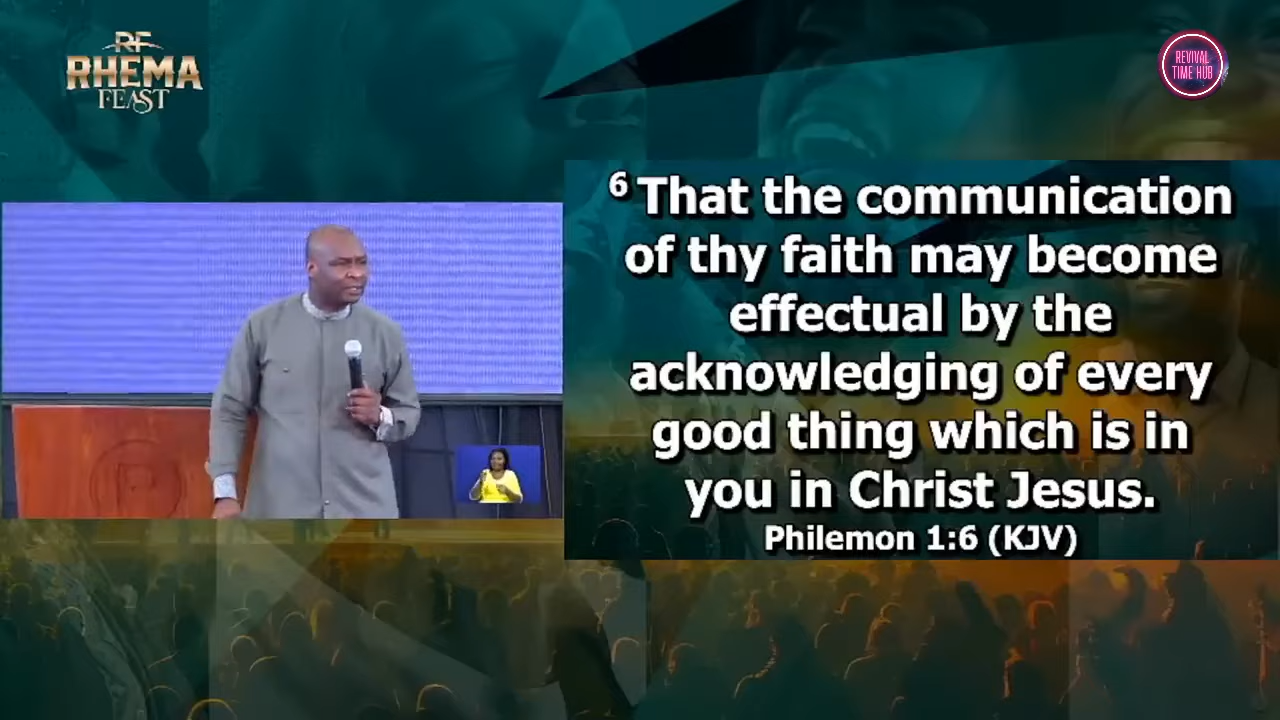 RF
RHEMA
FEAST
REVIVAL
TIME HUB
6 That the communication
of thy faith may become
effectual by the
acknowledging of every
good thing which is in
you in Christ Jesus.
Philemon 1:6 (KJV)